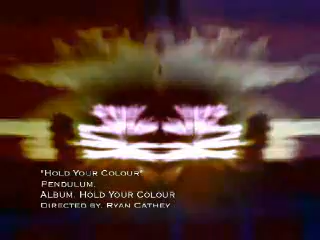 "Hold Your Colour"
Pendulum.
Album. Hold Your Colour
Directed by. Ryan Cathey